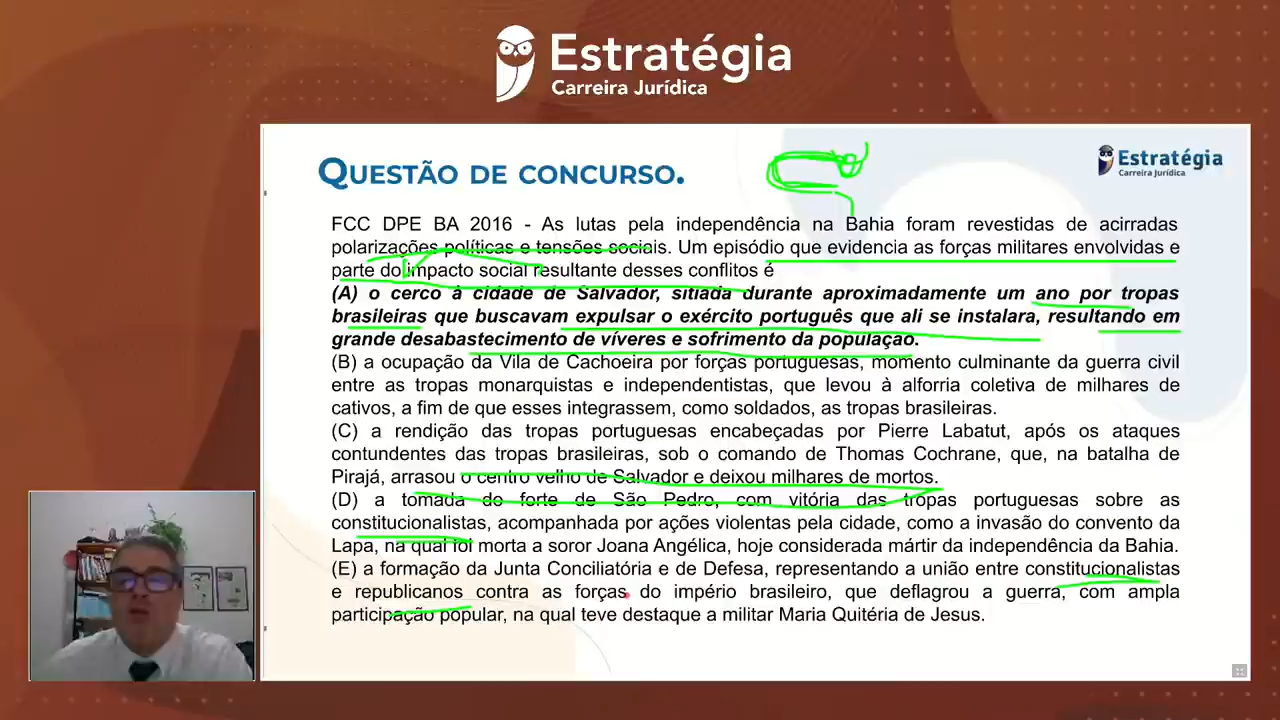 Estratégia
Carreira Jurídica
QUESTÃO DE CONCURSO.
Estratégia
Carreira Jurídica
FCC DPE BA 2016 - As lutas pela independência na Bahia foram revestidas de acirradas
polarizações políticas e tensões sociais. Um episódio que evidencia as forças militares envolvidas e
parte do impacto social resultante desses conflitos é
(A) o cerco à cidade de Salvador, sitiada durante aproximadamente um ano por tropas
brasileiras que buscavam expulsar o exército português que ali se instalara, resultando em
grande desabastecimento de víveres e sofrimento da população.
(B) a ocupação da Vila de Cachoeira por forças portuguesas, momento culminante da guerra civil
entre as tropas monarquistas e independentistas, que levou à alforria coletiva de milhares de
cativos, a fim de que esses integrassem, como soldados, as tropas brasileiras.
(C) a rendição das tropas portuguesas encabeçadas por Pierre Labatut, após os ataques
contundentes das tropas brasileiras, sob o comando de Thomas Cochrane, que, na batalha de
Pirajá, arrasou o centro velho de Salvador e deixou milhares de mortos.
(D) a tomada do forte de São Pedro, com vitória das tropas portuguesas sobre as
constitucionalistas, acompanhada por ações violentas pela cidade, como a invasão do convento da
Lapa, na qual foi morta a soror Joana Angélica, hoje considerada mártir da independência da Bahia.
(E) a formação da Junta Conciliatória e de Defesa, representando a união entre constitucionalistas
e republicanos contra as forças do império brasileiro, que deflagrou a guerra, com ampla
participação popular, na qual teve destaque a militar Maria Quitéria de Jesus.